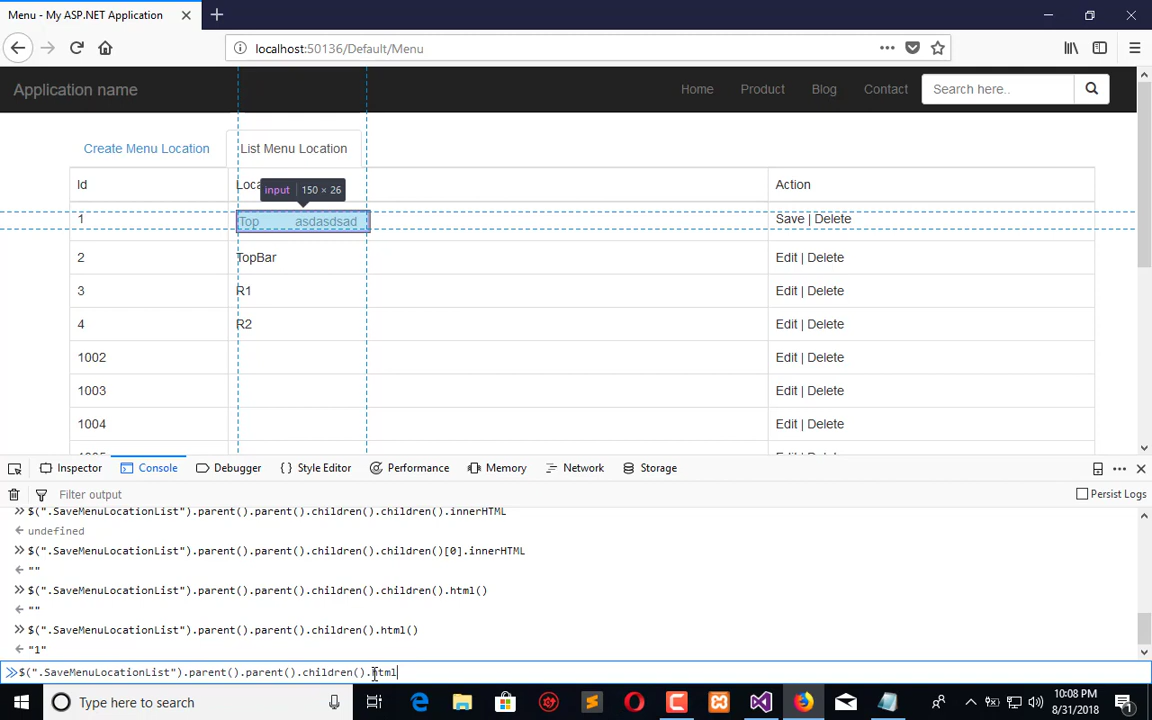 Menu - My ASP.NET Application
localhost:50136/Default/Menu
Application name
Home Product Blog Contact Search here..
Create Menu Location List Menu Location
Id Loca Action
input 150 × 26
1 Top asdasdsad Save | Delete
2 TopBar Edit | Delete
3 R1 Edit | Delete
4 R2 Edit | Delete
1002 Edit | Delete
1003 Edit | Delete
1004 Edit | Delete
Inspector Console Debugger { } Style Editor Performance Memory Network Storage
Filter output Persist Logs
$(".SaveMenuLocationList").parent().parent().children().children().innerHTML
undefined
$(".SaveMenuLocationList").parent().parent().children().children()[0].innerHTML
""
$(".SaveMenuLocationList").parent().parent().children().children().html()
""
$(".SaveMenuLocationList").parent().parent().children().html()
"1"
$(".SaveMenuLocationList").parent().parent().children().html
Type here to search
10:08 PM
8/31/2018
1